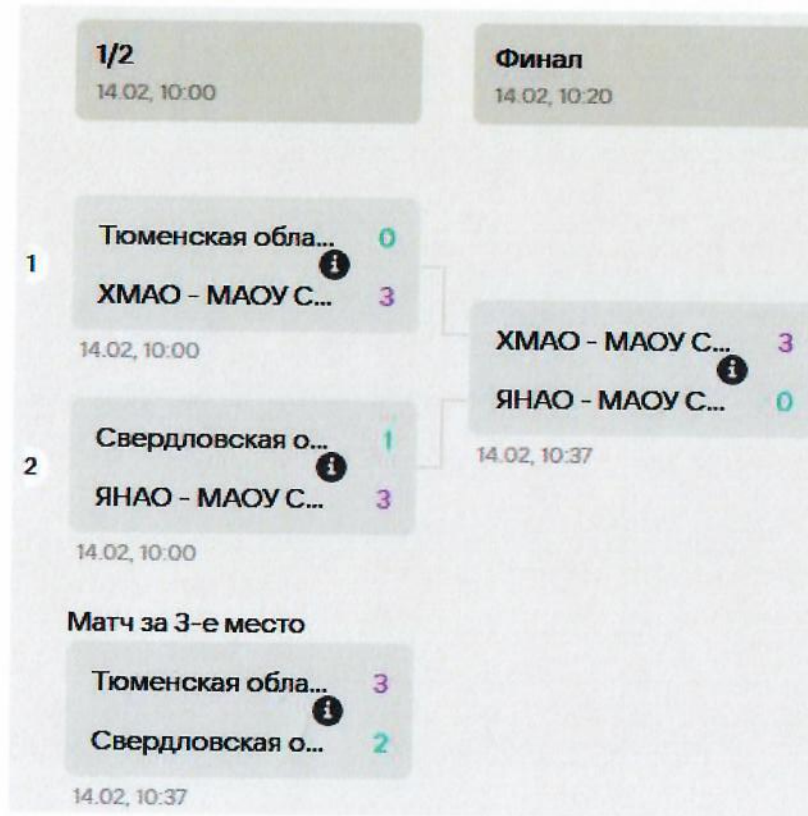 1/2
14.02, 10:00
Финал
14.02, 10:20
1
Тюменская обла... 0
ХМАО - МАОУ С... 3
14.02, 10:00
2
Свердловская о... 1
ЯНАО - МАОУ С... 3
14.02, 10:00
ХМАО - МАОУ С... 3
ЯНАО - МАОУ С... 0
14.02, 10:37
Матч за 3-е место
Тюменская обла... 3
Свердловская о... 2
14.02, 10:37